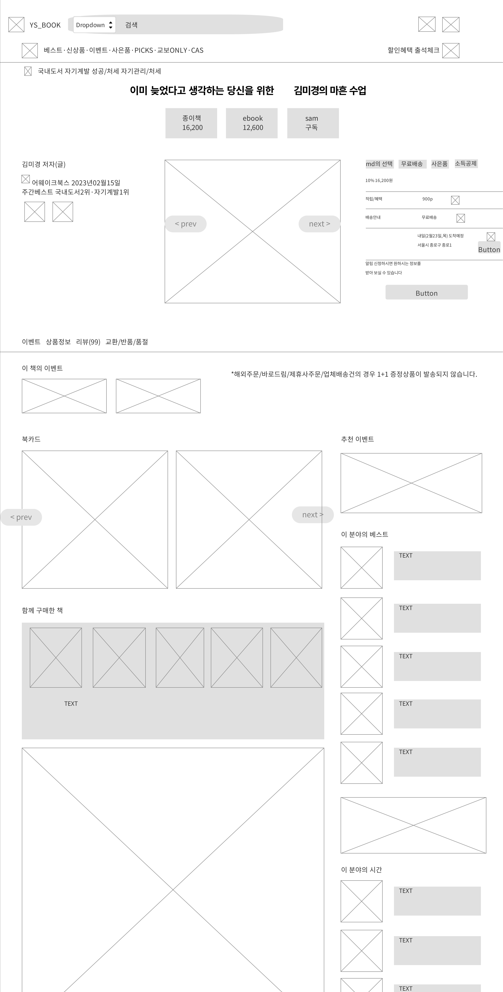 YS_BOOK Dropdown 검색
베스트·신상품·이벤트·사은품·PICKS·교보ONLY·CAS 할인혜택 출석체크
국내도서 자기계발 성공/처세 자기관리/처세
이미 늦었다고 생각하는 당신을 위한 김미경의 마흔 수업
종이책
16,200
ebook
12,600
sam
구독
김미경 저자(글)
어웨이크북스 2023년02월15일
주간베스트 국내도서2위·자기계발1위
< prev
next >
md의 선택 무료배송 사은품 소득공제
10% 16,200원
적립/혜택 900p
배송안내 무료배송
내일(2월23일,목) 도착예정
서울시 종로구 종로1
Button
알림 신청하시면 원하시는 정보를
받아 보실 수 있습니다
Button
이벤트 상품정보 리뷰(99) 교환/반품/품절
이 책의 이벤트
*해외주문/바로드림/제휴사주문/업체배송건의 경우 1+1 증정상품이 발송되지 않습니다.
북카드
< prev
next >
함께 구매한 책
TEXT
추천 이벤트
이 분야의 베스트
TEXT
TEXT
TEXT
TEXT
TEXT
이 분야의 시간
TEXT
TEXT
TEXT